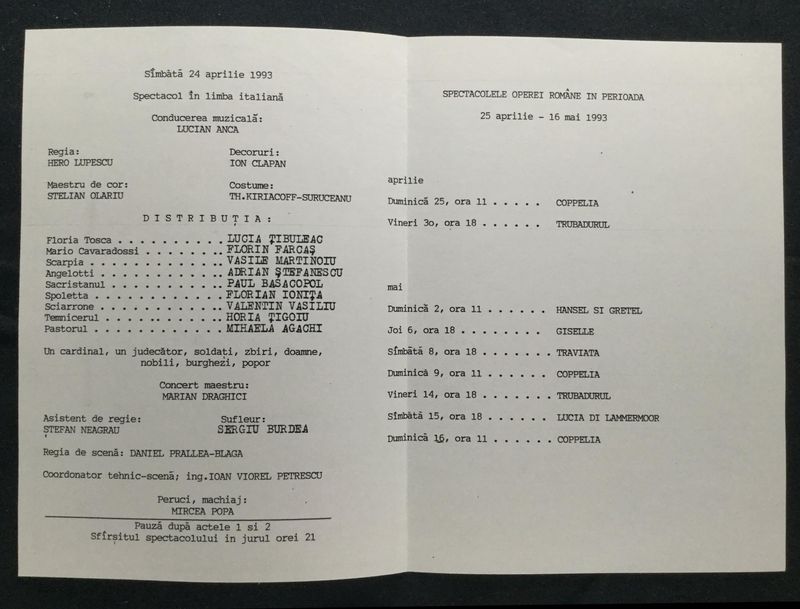 Sîmbătă 24 aprilie 1993
Spectacol în limba italiană
Conducerea muzicală:
LUCIAN ANCA
Regia:
HERO LUPESCU
Decoruri:
ION CLAPAN
Maestru de cor:
STELIAN OLARIU
Costume:
TH.KIRIACOFF-SURUCEANU
DISTRIBUȚIA:
Floria Tosca . . . . . . . . . . LUCIA ȚIBULEAC
Mario Cavaradossi . . . . . . . . FLORIN FARCAȘ
Scarpia . . . . . . . . . . . . . VASILE MARTINOIU
Angelotti . . . . . . . . . . . . ADRIAN ȘTEFANESCU
Sacristanul . . . . . . . . . . . PAUL BASACOPOL
Spoletta . . . . . . . . . . . . FLORIAN IONIȚA
Sciarrone . . . . . . . . . . . . VALENTIN VASILIU
Temnicerul . . . . . . . . . . . HORIA ȚIGOIU
Pastorul . . . . . . . . . . . . MIHAELA AGACHI
Un cardinal, un judecător, soldați, zbiri, doamne,
nobili, burghezi, popor
Concert maestru:
MARIAN DRAGHICI
Asistent de regie:
ȘTEFAN NEAGRAU
Sufleur:
SERGIU BURDEA
Regia de scenă: DANIEL PRALLEA-BLAGA
Coordonator tehnic-scenă; ing.IOAN VIOREL PETRESCU
Peruci, machiaj:
MIRCEA POPA
Pauză după actele 1 si 2
Sfîrșitul spectacolului in jurul orei 21
SPECTACOLELE OPEREI ROMÂNE IN PERIOADA
25 aprilie - 16 mai 1993
aprilie
Duminică 25, ora 11 . . . . . COPPELIA
Vineri 3o, ora 18 . . . . . . TRUBADURUL
mai
Duminică 2, ora 11 . . . . . . HANSEL SI GRETEL
Joi 6, ora 18 . . . . . . . . GISELLE
Sîmbătă 8, ora 18 . . . . . . . TRAVIATA
Duminică 9, ora 11 . . . . . . COPPELIA
Vineri 14, ora 18 . . . . . . . TRUBADURUL
Sîmbătă 15, ora 18 . . . . . . LUCIA DI LAMMERMOOR
Duminică 16, ora 11 . . . . . . COPPELIA